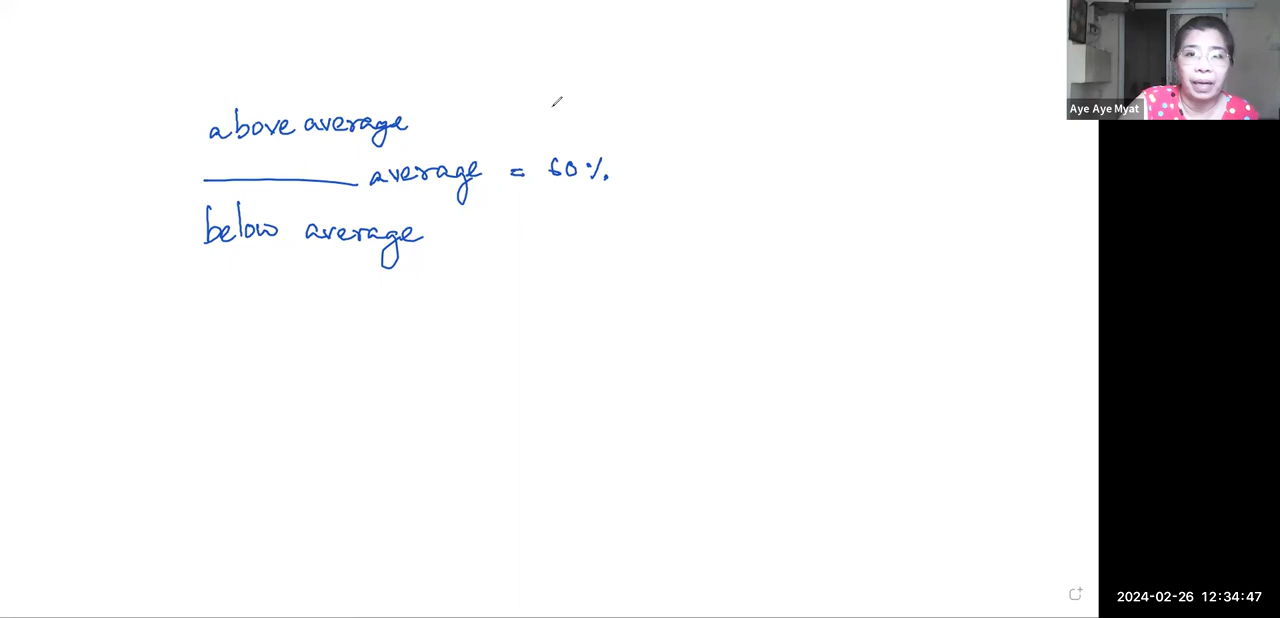 above average
average = 60%
below average
Aye Aye Myat
2024-02-26 12:34:47